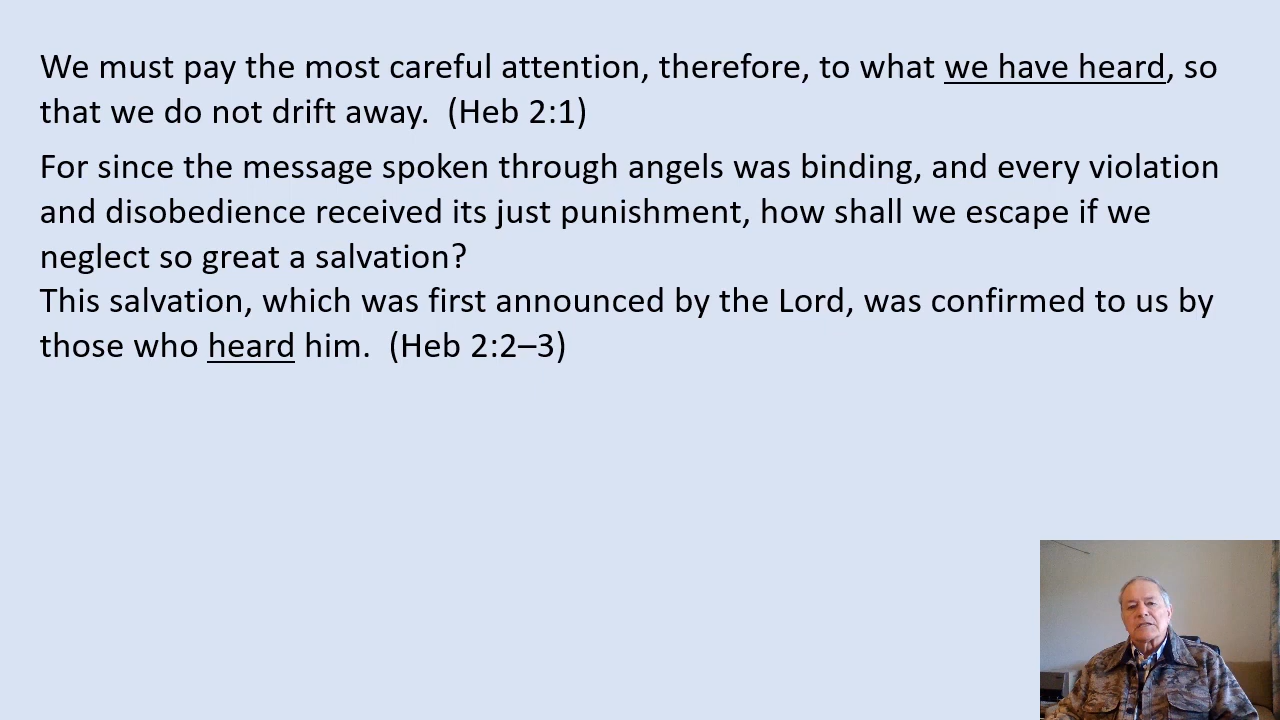 We must pay the most careful attention, therefore, to what we have heard, so
that we do not drift away.  (Heb 2:1)
For since the message spoken through angels was binding, and every violation
and disobedience received its just punishment, how shall we escape if we
neglect so great a salvation?
This salvation, which was first announced by the Lord, was confirmed to us by
those who heard him.  (Heb 2:2–3)